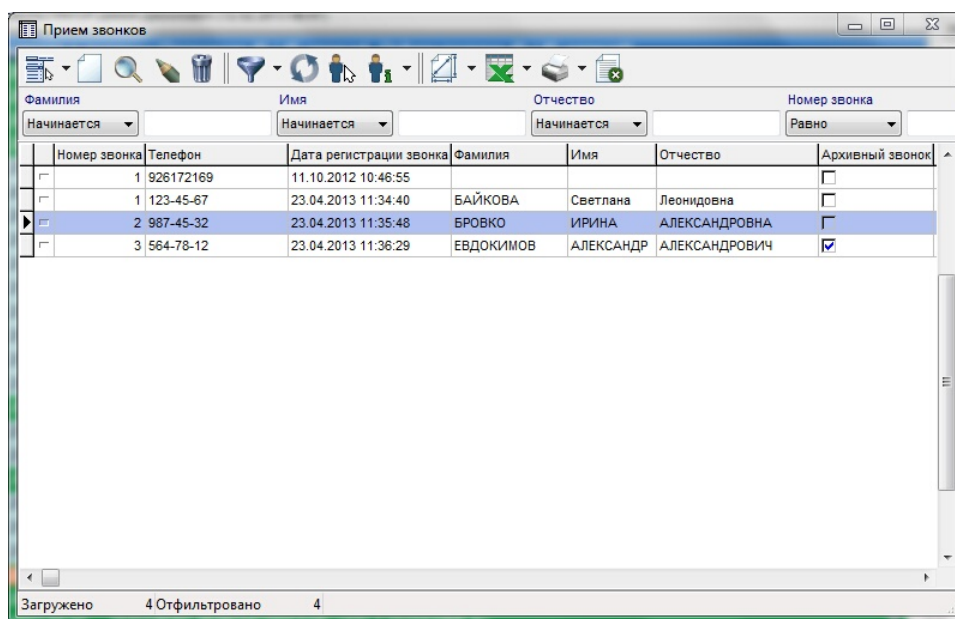 Прием звонков
Фамилия Имя Отчество Номер звонка
Начинается Начинается Начинается Равно
Номер звонка Телефон Дата регистрации звонка Фамилия Имя Отчество Архивный звонок
1 926172169 11.10.2012 10:46:55
1 123-45-67 23.04.2013 11:34:40 БАЙКОВА Светлана Леонидовна
2 987-45-32 23.04.2013 11:35:48 БРОВКО ИРИНА АЛЕКСАНДРОВНА
3 564-78-12 23.04.2013 11:36:29 ЕВДОКИМОВ АЛЕКСАНДР АЛЕКСАНДРОВИЧ
Загружено 4 Отфильтровано 4